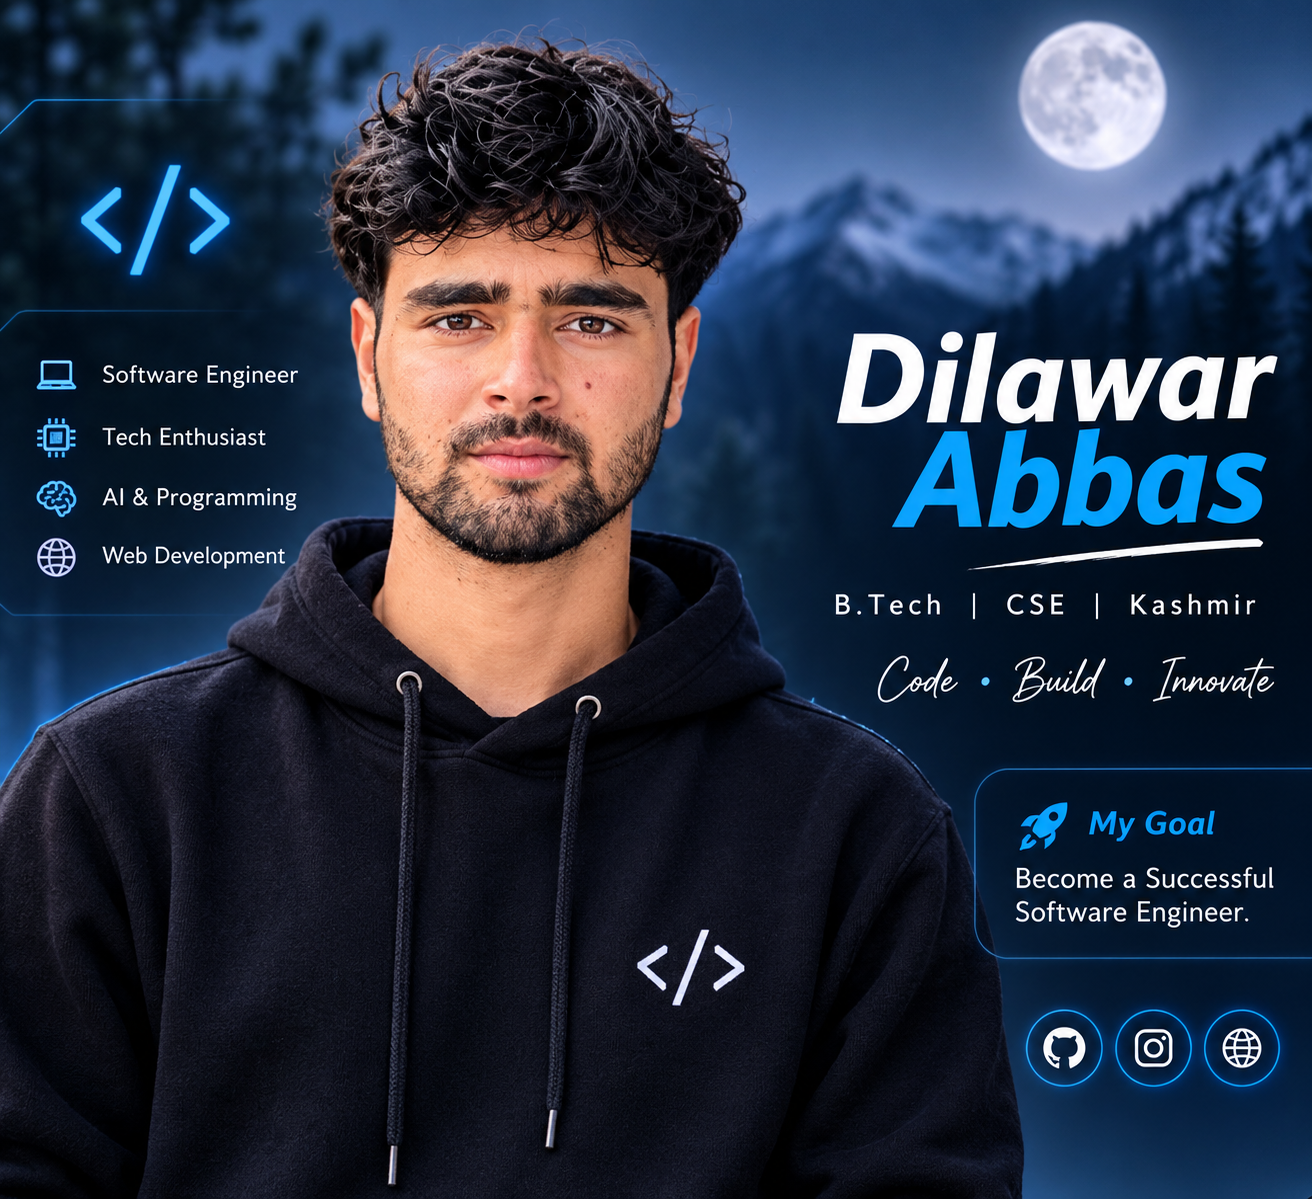 </>
Software Engineer
Tech Enthusiast
AI & Programming
Web Development
Dilawar
Abbas
B.Tech | CSE | Kashmir
Code • Build • Innovate
My Goal
Become a Successful
Software Engineer.
</>